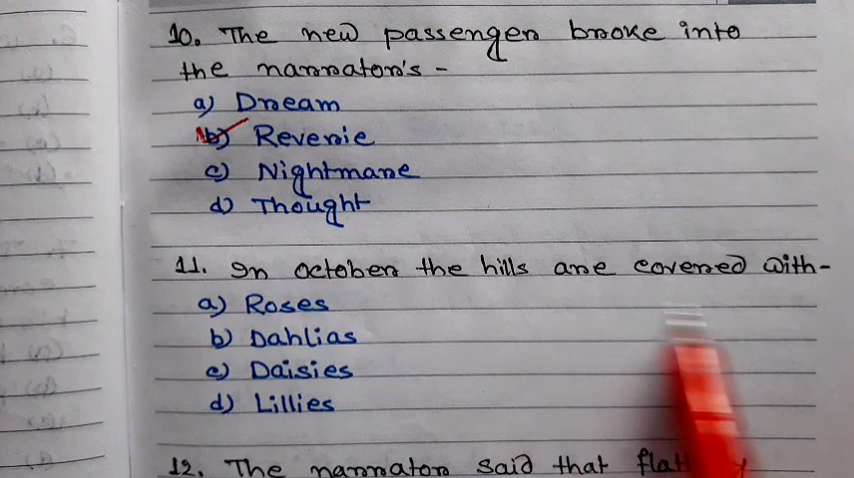 10. The new passenger broke into
the narrator's -
a) Dream
b) Reverie
c) Nightmare
d) Thought
11. In october the hills are covered with-
a) Roses
b) Dahlias
c) Daisies
d) Lillies
12. The narrator said that